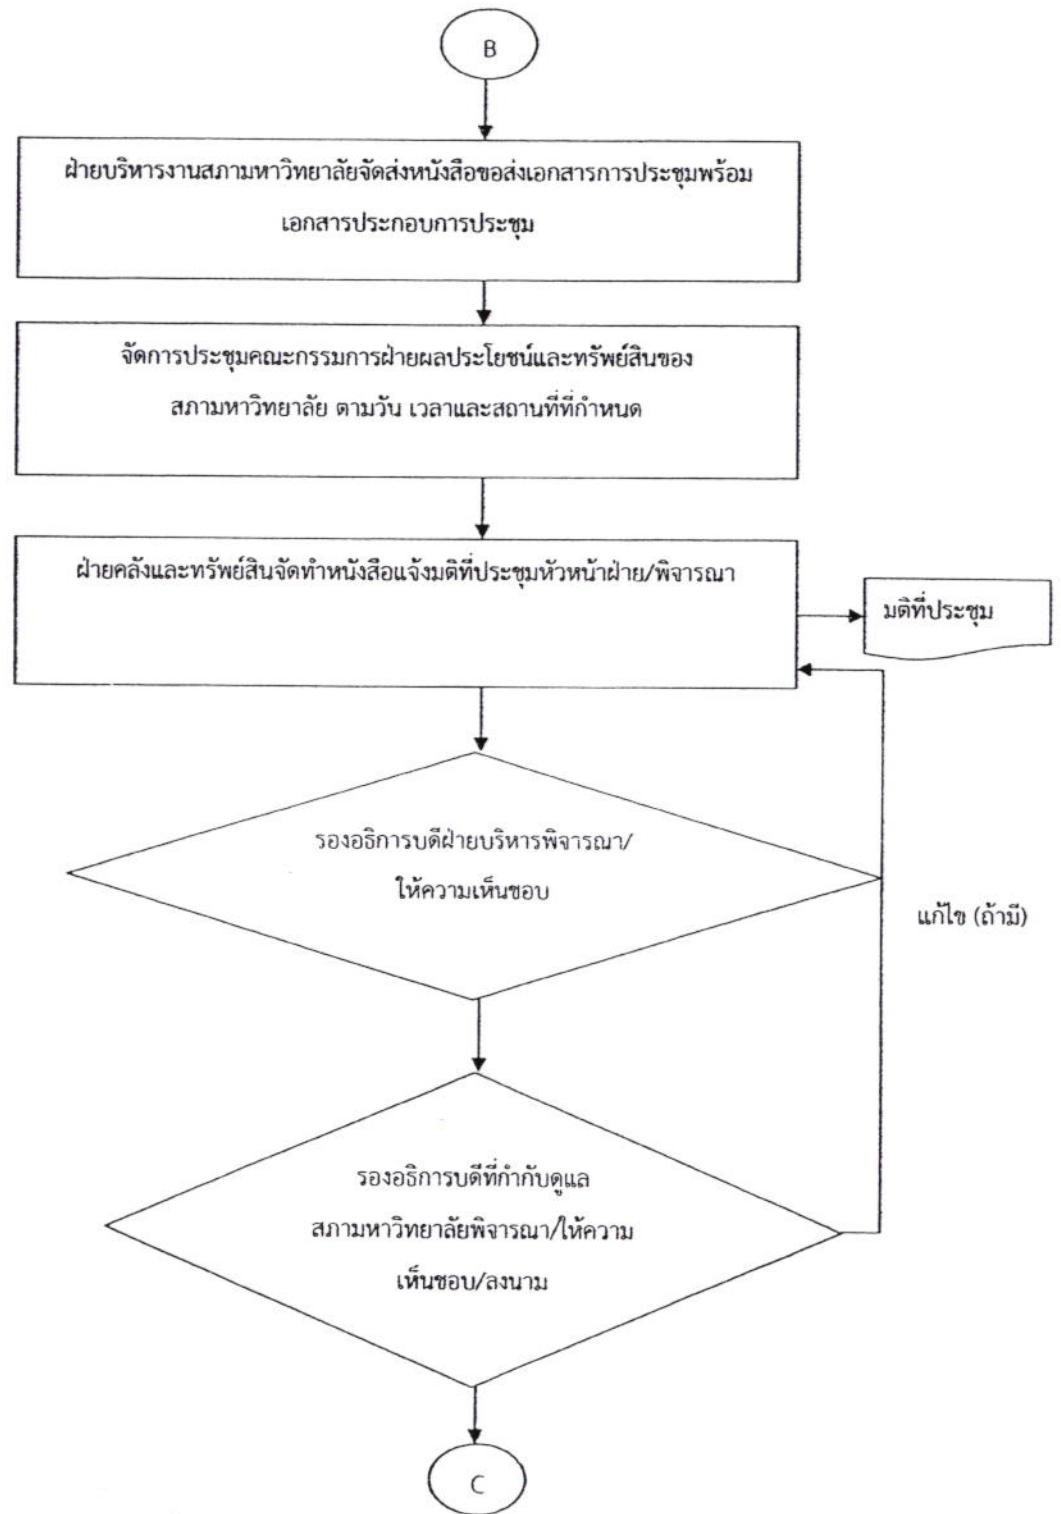 B
ฝ่ายบริหารงานสภามหาวิทยาลัยจัดส่งหนังสือขอส่งเอกสารการประชุมพร้อม
เอกสารประกอบการประชุม
จัดการประชุมคณะกรรมการฝ่ายผลประโยชน์และทรัพย์สินของ
สภามหาวิทยาลัย ตามวัน เวลาและสถานที่ที่กำหนด
ฝ่ายคลังและทรัพย์สินจัดทำหนังสือแจ้งมติที่ประชุมหัวหน้าฝ่าย/พิจารณา
มติที่ประชุม
รองอธิการบดีฝ่ายบริหารพิจารณา/
ให้ความเห็นชอบ
แก้ไข (ถ้ามี)
รองอธิการบดีที่กำกับดูแล
สภามหาวิทยาลัยพิจารณา/ให้ความ
เห็นชอบ/ลงนาม
C